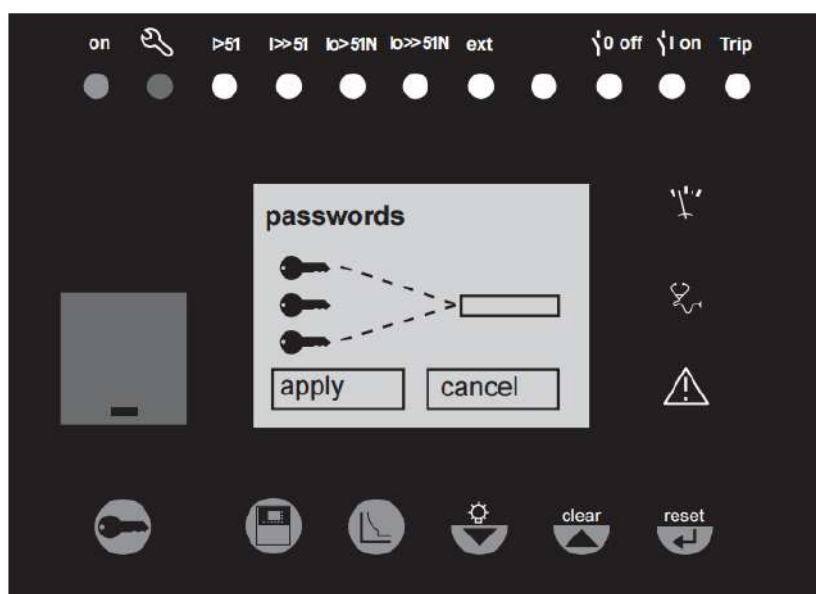 on I>51 I>>51 Io>51N Io>>51N ext 0 off I on Trip
passwords
apply cancel
clear reset